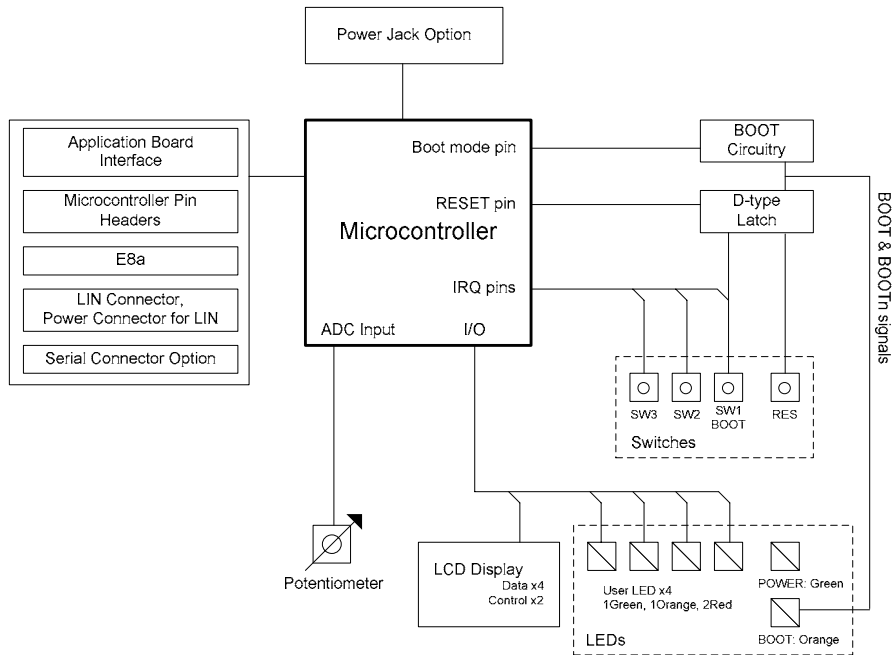 Power Jack Option
Application Board
Interface
Microcontroller Pin
Headers
E8a
LIN Connector,
Power Connector for LIN
Serial Connector Option
Boot mode pin
RESET pin
Microcontroller
IRQ pins
ADC Input
I/O
BOOT
Circuitry
D-type
Latch
BOOT & BOOTn signals
SW3
SW2
SW1
BOOT
RES
Switches
Potentiometer
LCD Display
Data x4
Control x2
User LED x4
1Green, 1Orange, 2Red
POWER: Green
BOOT: Orange
LEDs